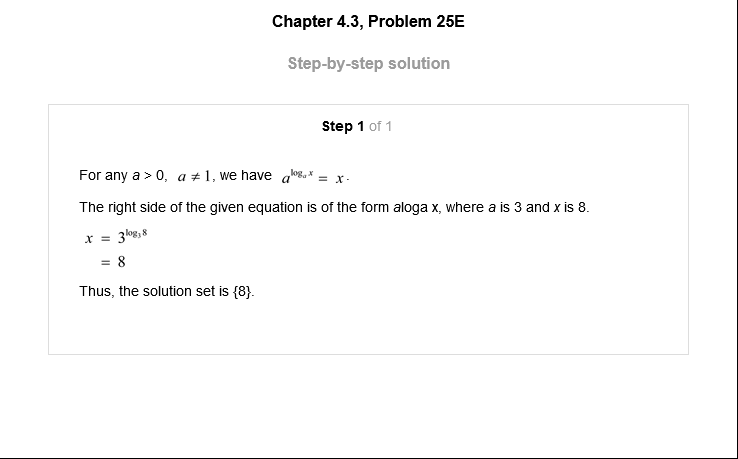 Chapter 4.3, Problem 25E
Step-by-step solution
Step 1 of 1
For any a > 0, a ≠ 1, we have a^{log_a x} = x.
The right side of the given equation is of the form aloga x, where a is 3 and x is 8.
x = 3^{log_3 8}
= 8
Thus, the solution set is {8}.